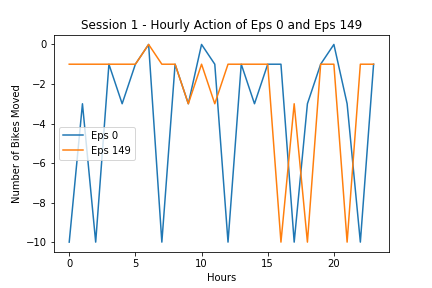 Session 1 - Hourly Action of Eps 0 and Eps 149
Number of Bikes Moved
0
−2
−4
−6
−8
−10
Eps 0
Eps 149
0
5
10
15
20
Hours